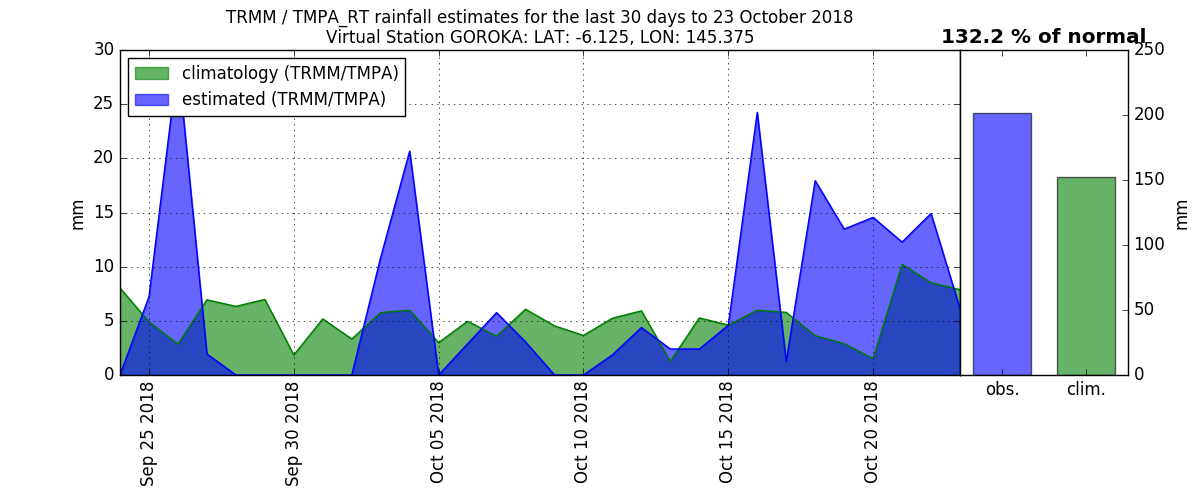 TRMM / TMPA_RT rainfall estimates for the last 30 days to 23 October 2018
Virtual Station GOROKA: LAT: -6.125, LON: 145.375
132.2 % of normal
climatology (TRMM/TMPA)
estimated (TRMM/TMPA)
30
25
20
15
10
5
0
mm
Sep 25 2018
Sep 30 2018
Oct 05 2018
Oct 10 2018
Oct 15 2018
Oct 20 2018
250
200
150
100
50
0
mm
obs.
clim.